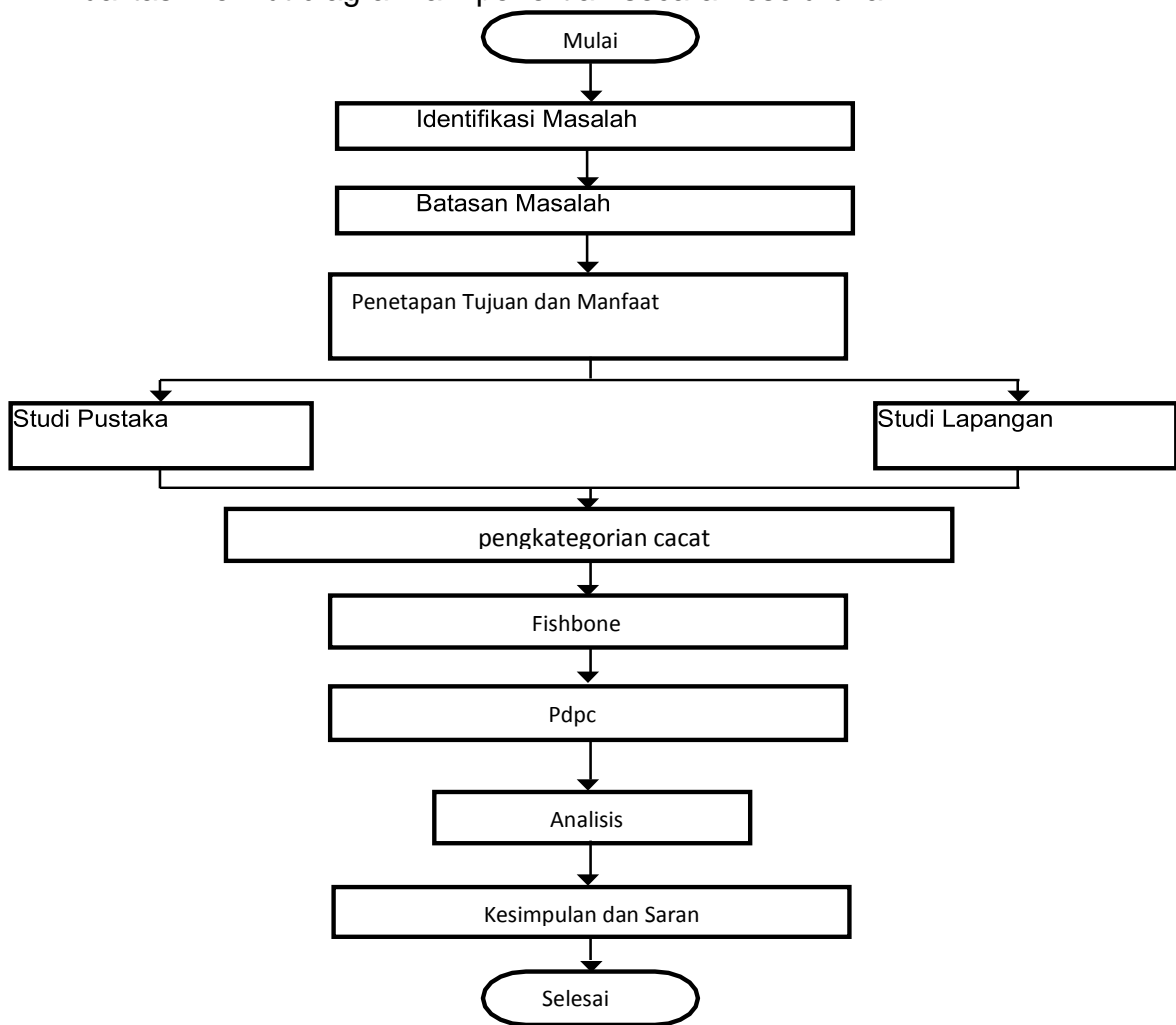 Mulai
Identifikasi Masalah
Batasan Masalah
Penetapan Tujuan dan Manfaat
Studi Pustaka
Studi Lapangan
pengkategorian cacat
Fishbone
Pdpc
Analisis
Kesimpulan dan Saran
Selesai